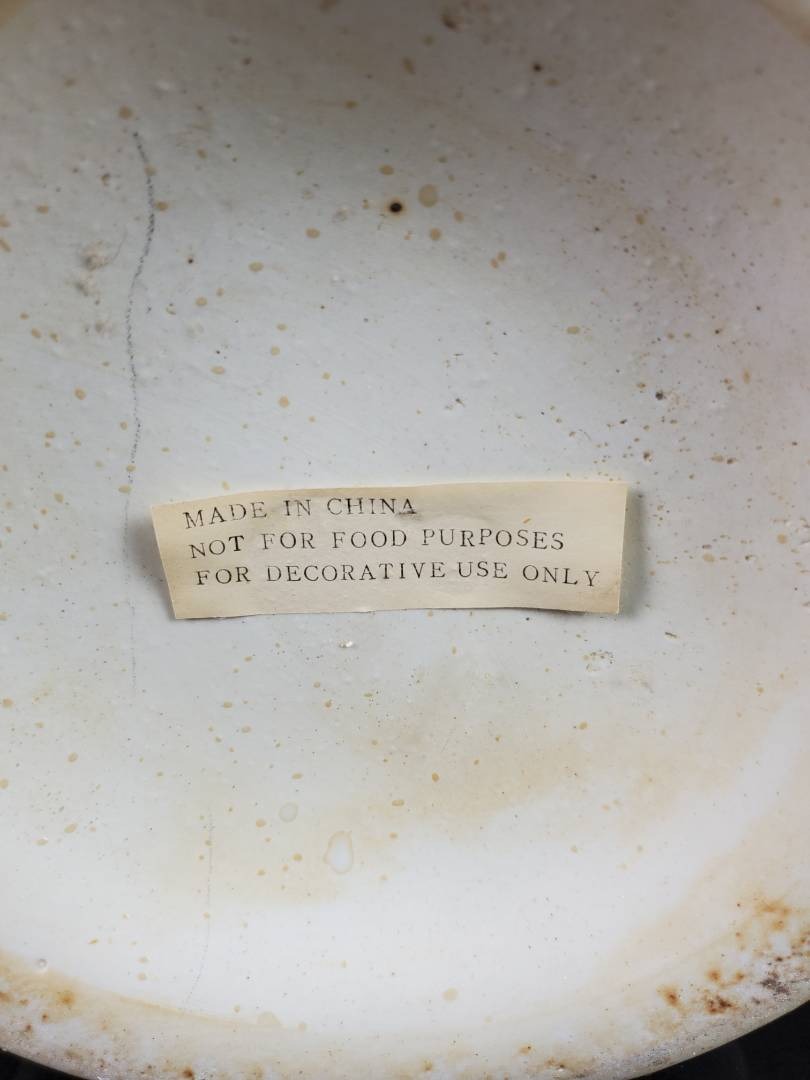 MADE IN CHINA
NOT FOR FOOD PURPOSES
FOR DECORATIVE USE ONLY